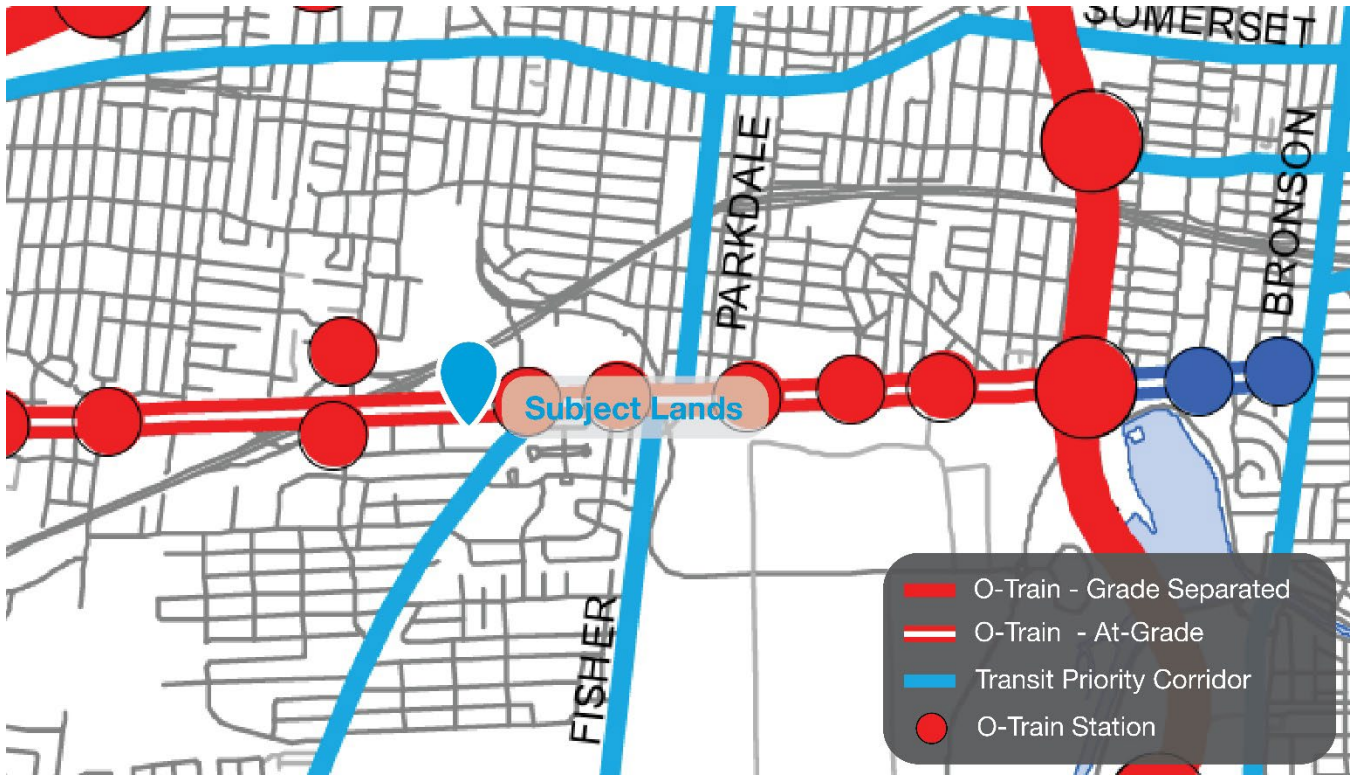 SOMERSET
PARKDALE
BRONSON
Subject Lands
FISHER
O-Train - Grade Separated
O-Train - At-Grade
Transit Priority Corridor
O-Train Station